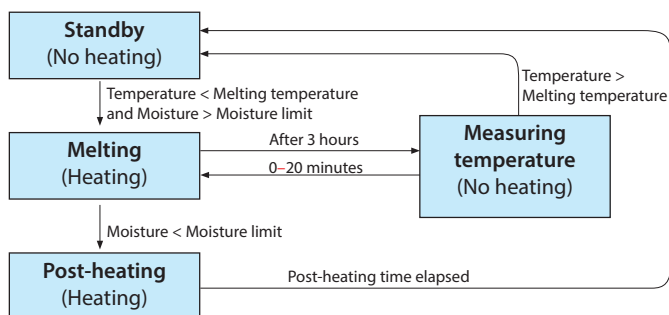 Standby
(No heating)
Temperature >
Melting temperature
Temperature < Melting temperature
and Moisture > Moisture limit
Melting
(Heating)
After 3 hours
0–20 minutes
Measuring
temperature
(No heating)
Moisture < Moisture limit
Post-heating
(Heating)
Post-heating time elapsed